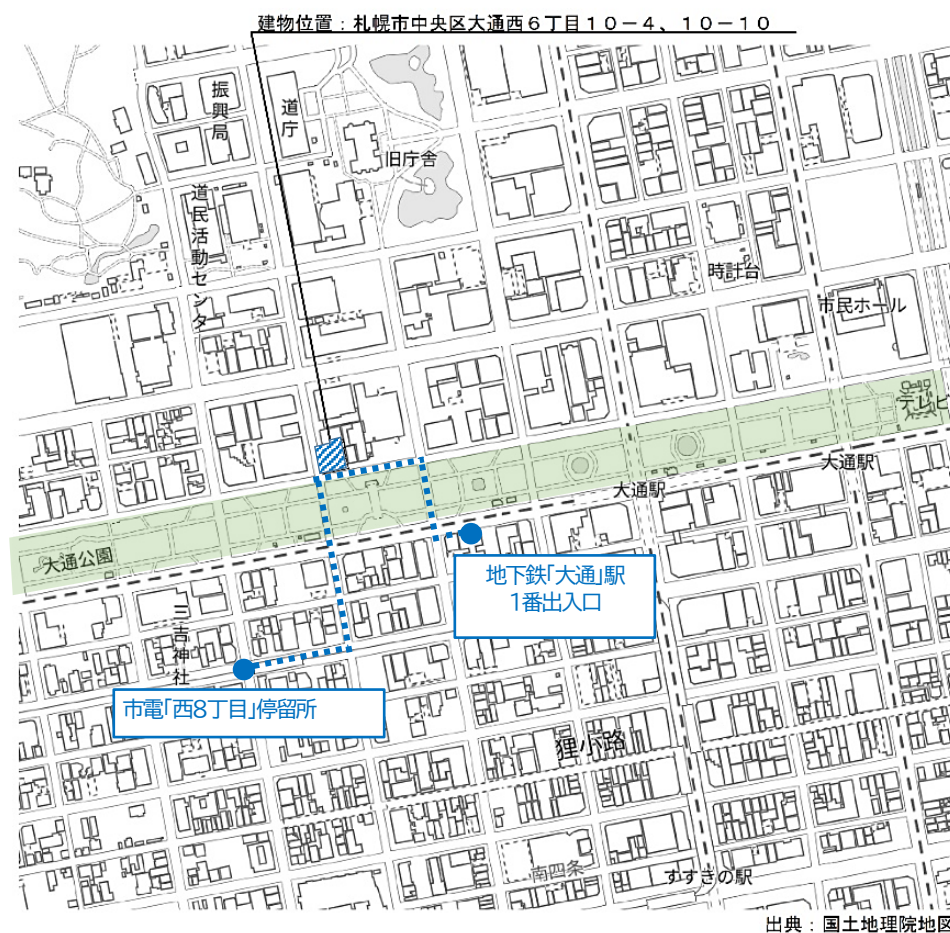 建物位置：札幌市中央区大通西６丁目１０－４、１０－１０
振興局
道庁
旧庁舎
道民活動センタ
時計台
市民ホール
テレビ
大通駅
大通駅
大通公園
地下鉄「大通」駅
1番出入口
三吉神社
市電「西8丁目」停留所
狸小路
南四条
すすきの駅
出典：国土地理院地図